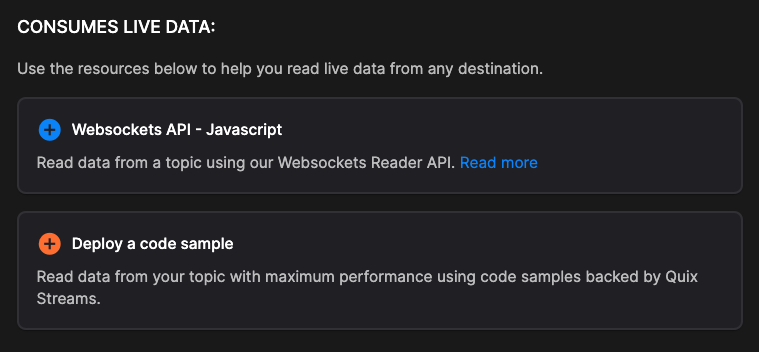 CONSUMES LIVE DATA:
Use the resources below to help you read live data from any destination.
Websockets API - Javascript
Read data from a topic using our Websockets Reader API. Read more
Deploy a code sample
Read data from your topic with maximum performance using code samples backed by Quix
Streams.